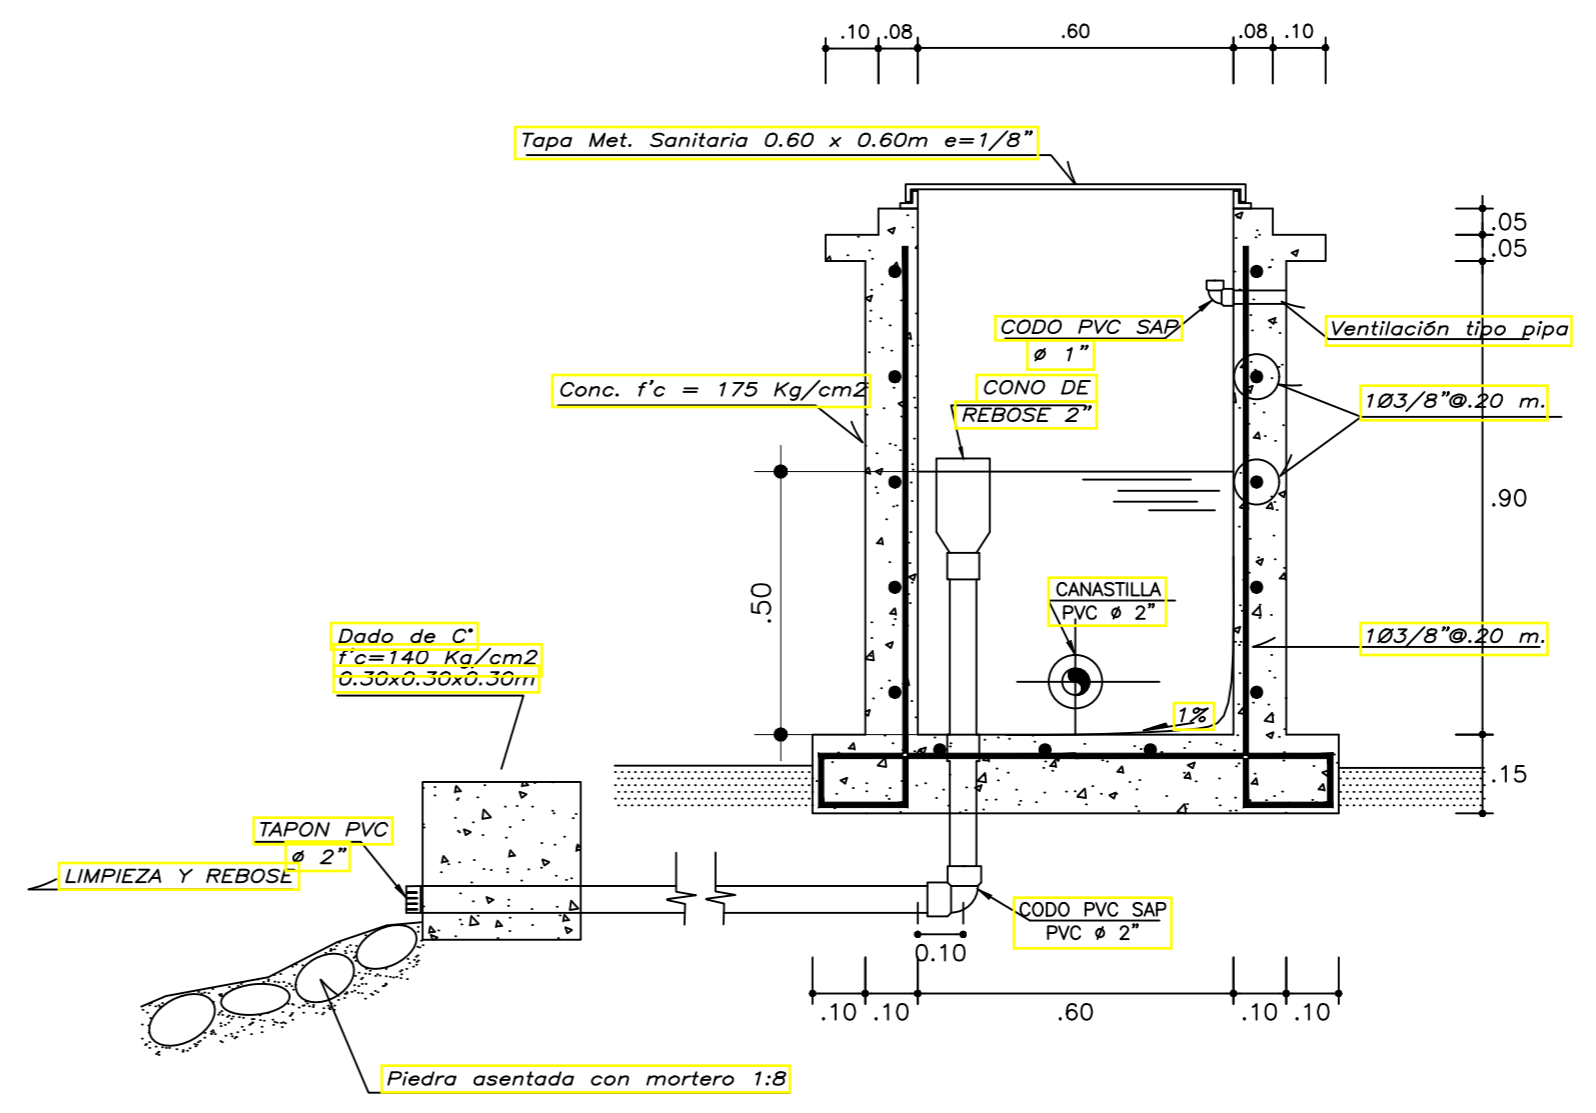 .10 .08 .60 .08 .10
Tapa Met. Sanitaria 0.60 x 0.60m e=1/8"
.05
.05
CODO PVC SAP
ø 1"
Ventilación tipo pipa
Conc. f'c = 175 Kg/cm2
CONO DE
REBOSE 2"
1Ø3/8"@.20 m.
.90
.50
CANASTILLA
PVC ø 2"
Dado de C°
f'c=140 Kg/cm2
0.30x0.30x0.30m
1Ø3/8"@.20 m.
1%
.15
TAPON PVC
ø 2"
LIMPIEZA Y REBOSE
CODO PVC SAP
PVC ø 2"
0.10
.10 .10 .60 .10 .10
Piedra asentada con mortero 1:8